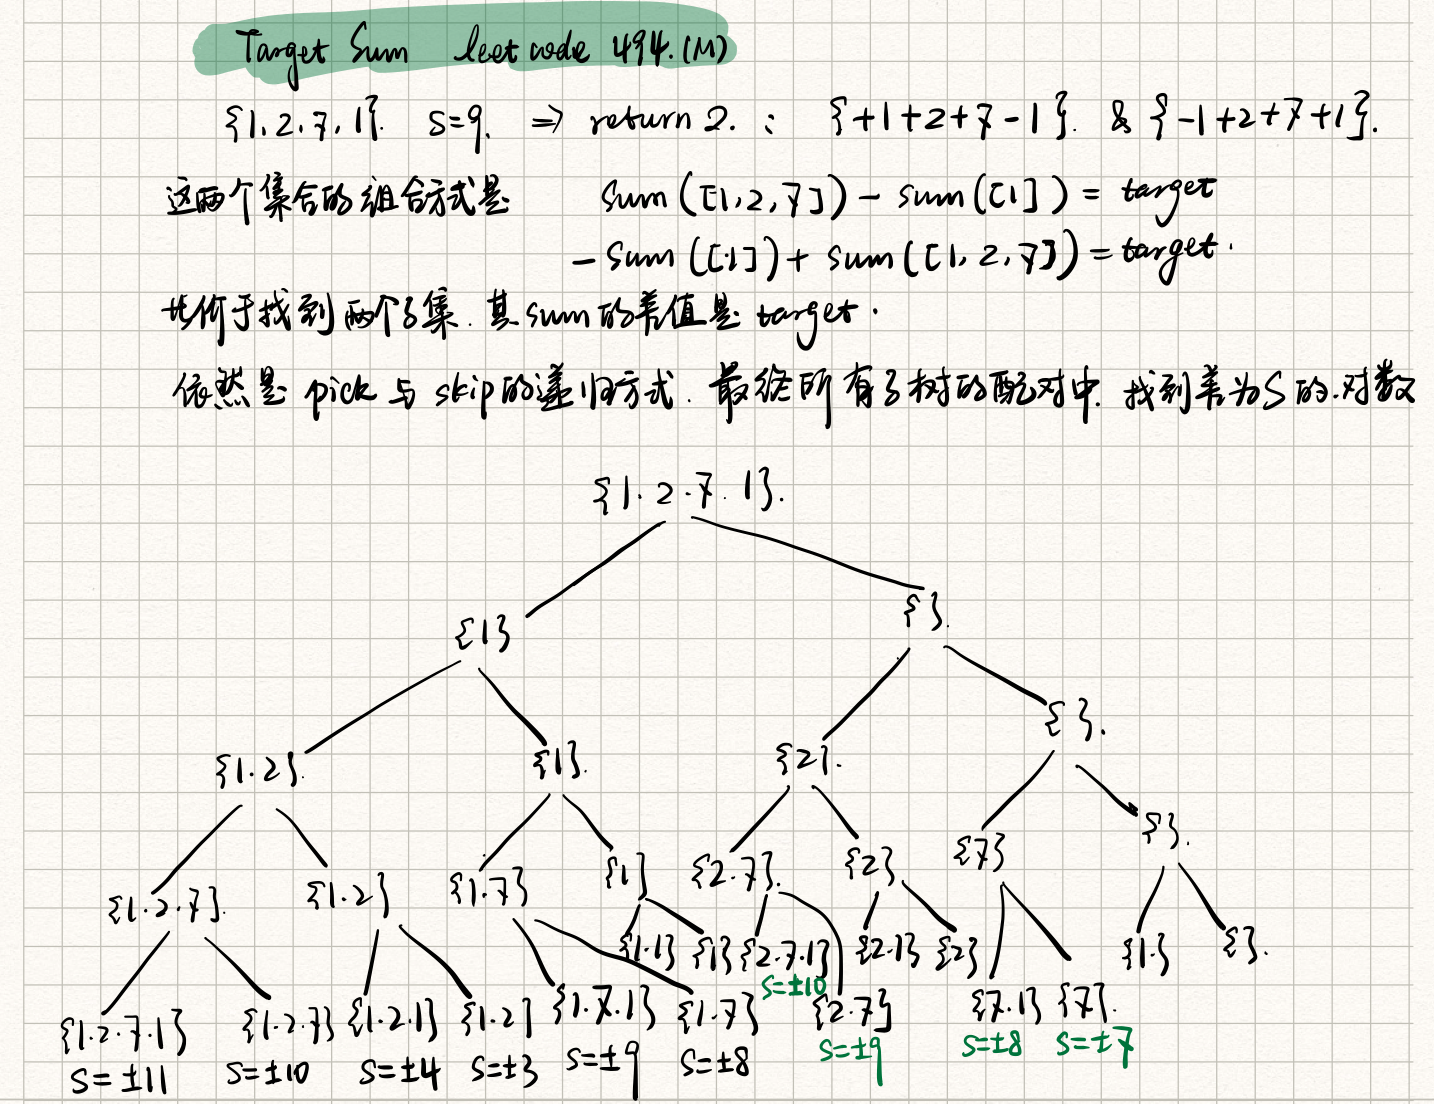 Target Sum leetcode 494.(M)
{1,2,7,1}. S=9. ⇒ return 2. : {+1+2+7-1}. & {-1+2+7+1}.
这两个集合的组合方式是 sum([1,2,7]) - sum([1]) = target
- sum([1]) + sum([1,2,7]) = target.
找到两个子集. 其sum的差值是 target.
依然是 pick 与 skip的递归方式. 最终所有子树的配对中. 找到差为S的对数
{1.2.7.1}.
{1} { }.
{1.2}. {1}. {2}. { }.
{1.2.7}. {1.2} {1.7} {1} {2.7}. {2} {7} { }.
{1.1} {1} {2.7.1} {2.1} {2} {1.} { }.
S=±10
{1.2.7.1} {1.2.7} {1.2.1} {1.2} {1.7.1} {1.7} {2.7} {7.1} {7}.
S=±11 S=±10 S=±4 S=±3 S=±9 S=±8 S=±9 S=±8 S=±7